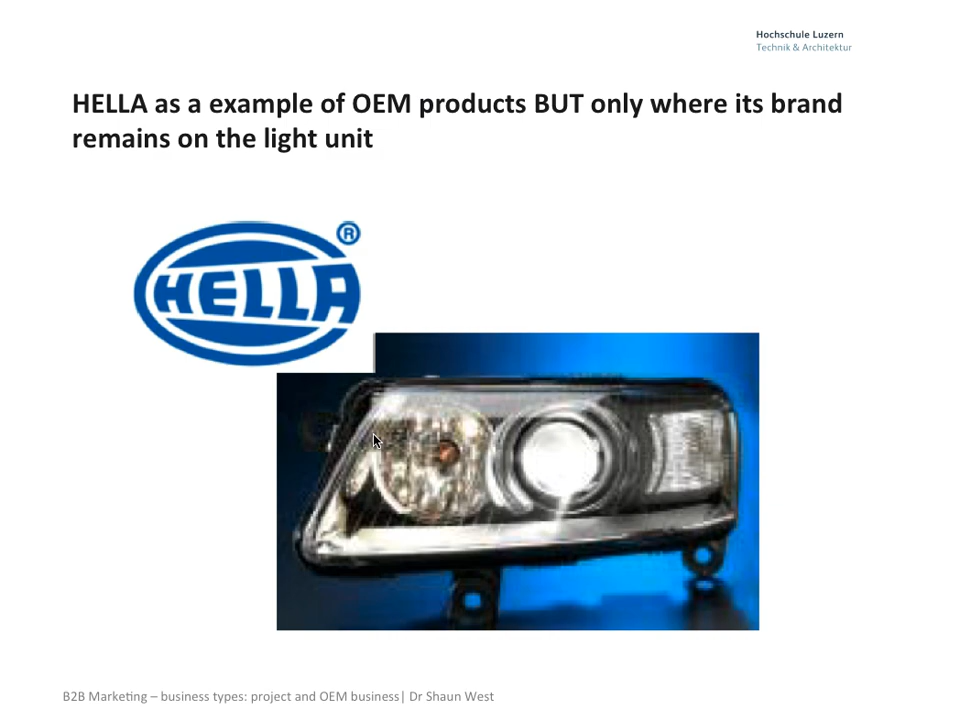 Hochschule Luzern
Technik & Architektur
HELLA as a example of OEM products BUT only where its brand
remains on the light unit
HELLA ®
B2B Marketing – business types: project and OEM business| Dr Shaun West